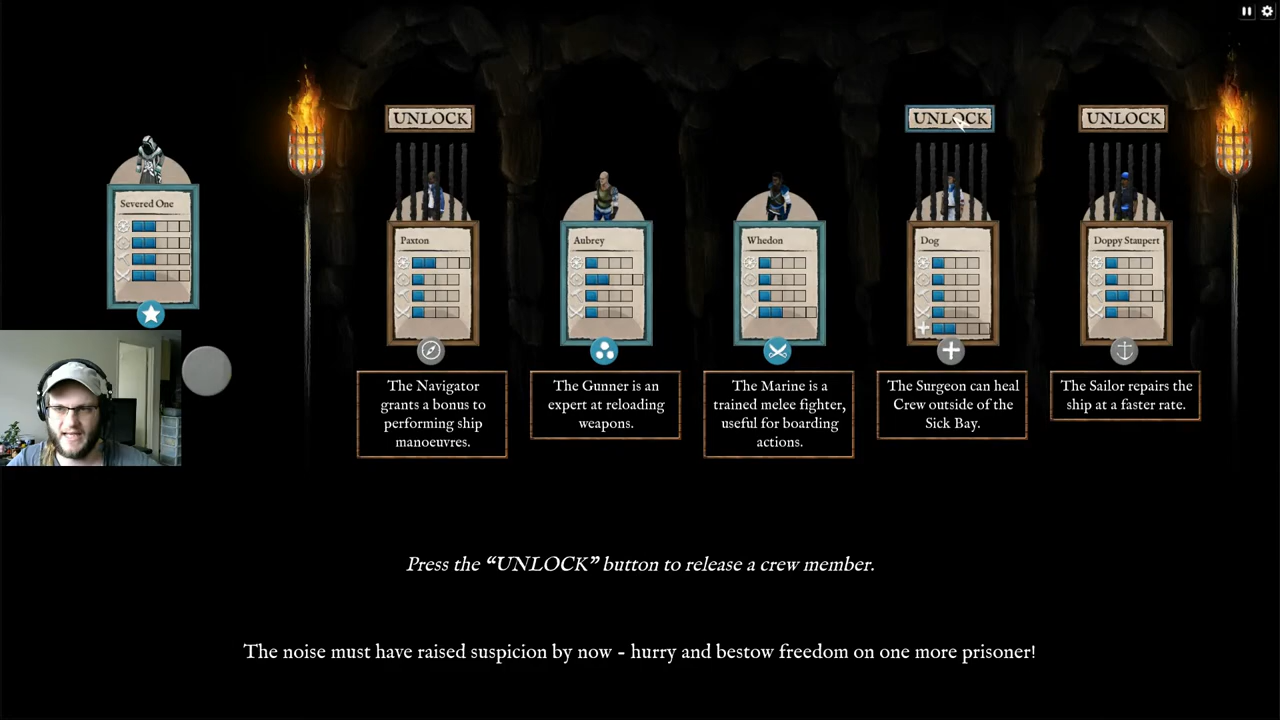 UNLOCK
UNLOCK
UNLOCK
Severed One
Paxton
Aubrey
Whedon
Dog
Doppy Staupert
The Navigator
grants a bonus to
performing ship
manoeuvres.
The Gunner is an
expert at reloading
weapons.
The Marine is a
trained melee fighter,
useful for boarding
actions.
The Surgeon can heal
Crew outside of the
Sick Bay.
The Sailor repairs the
ship at a faster rate.
Press the “UNLOCK” button to release a crew member.
The noise must have raised suspicion by now - hurry and bestow freedom on one more prisoner!